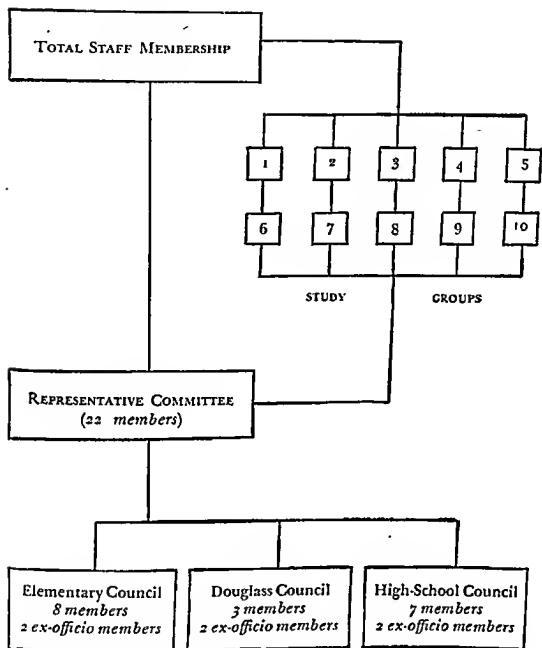 TOTAL STAFF MEMBERSHIP
1 2 3 4 5
6 7 8 9 10
STUDY GROUPS
REPRESENTATIVE COMMITTEE
(22 members)
Elementary Council
8 members
2 ex-officio members
Douglass Council
3 members
2 ex-officio members
High-School Council
7 members
2 ex-officio members